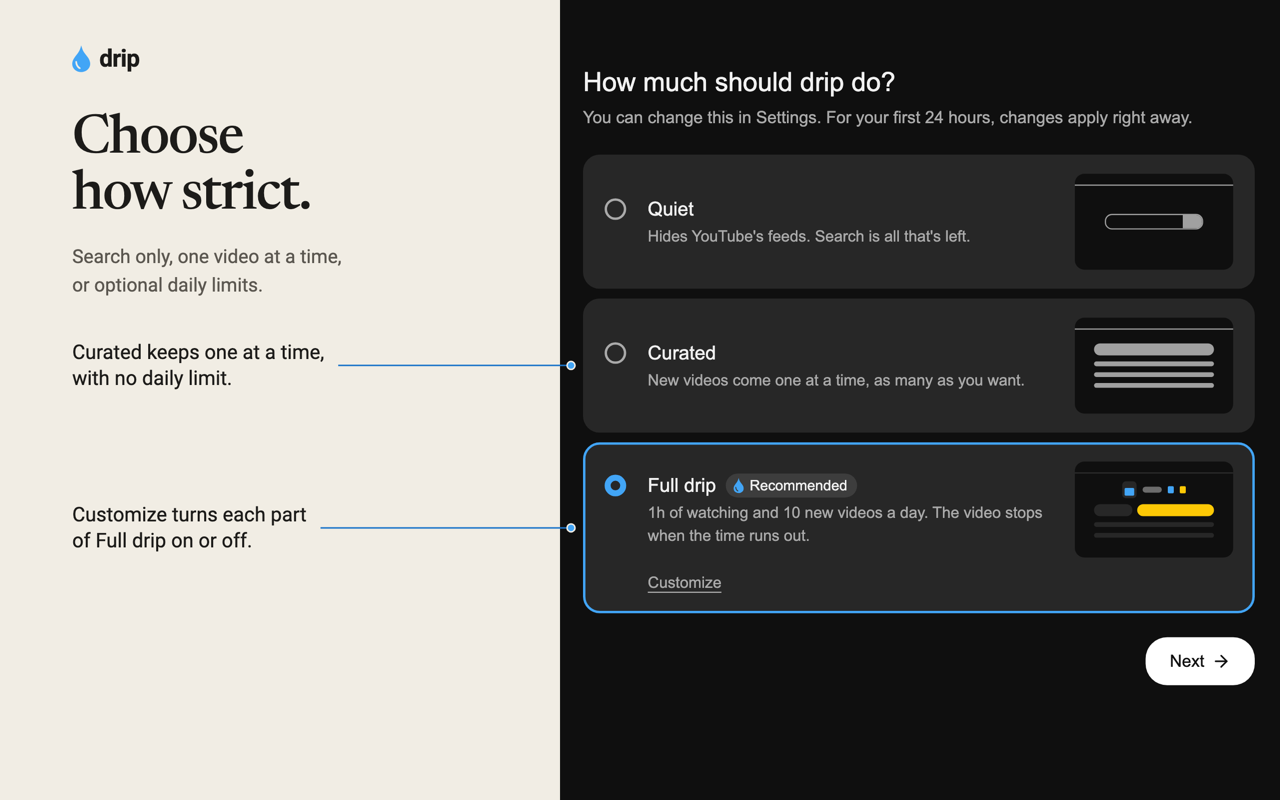 drip
Choose
how strict.
Search only, one video at a time,
or optional daily limits.
Curated keeps one at a time,
with no daily limit.
Customize turns each part
of Full drip on or off.
How much should drip do?
You can change this in Settings. For your first 24 hours, changes apply right away.
Quiet
Hides YouTube's feeds. Search is all that's left.
Curated
New videos come one at a time, as many as you want.
Full drip Recommended
1h of watching and 10 new videos a day. The video stops
when the time runs out.
Customize
Next →